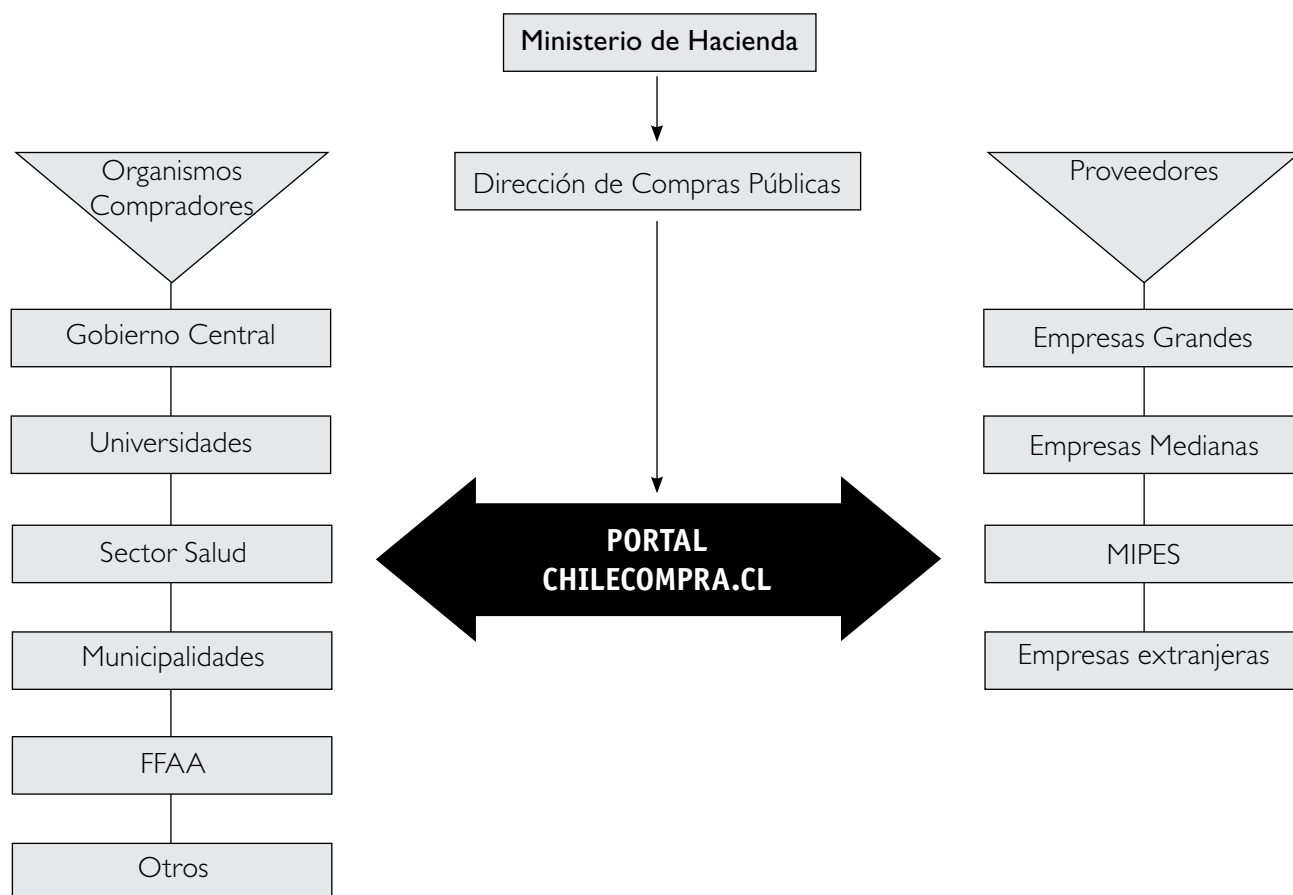 Ministerio de Hacienda
Dirección de Compras Públicas
Organismos
Compradores
Gobierno Central
Universidades
Sector Salud
Municipalidades
FFAA
Otros
PORTAL
CHILECOMPRA.CL
Proveedores
Empresas Grandes
Empresas Medianas
MIPES
Empresas extranjeras